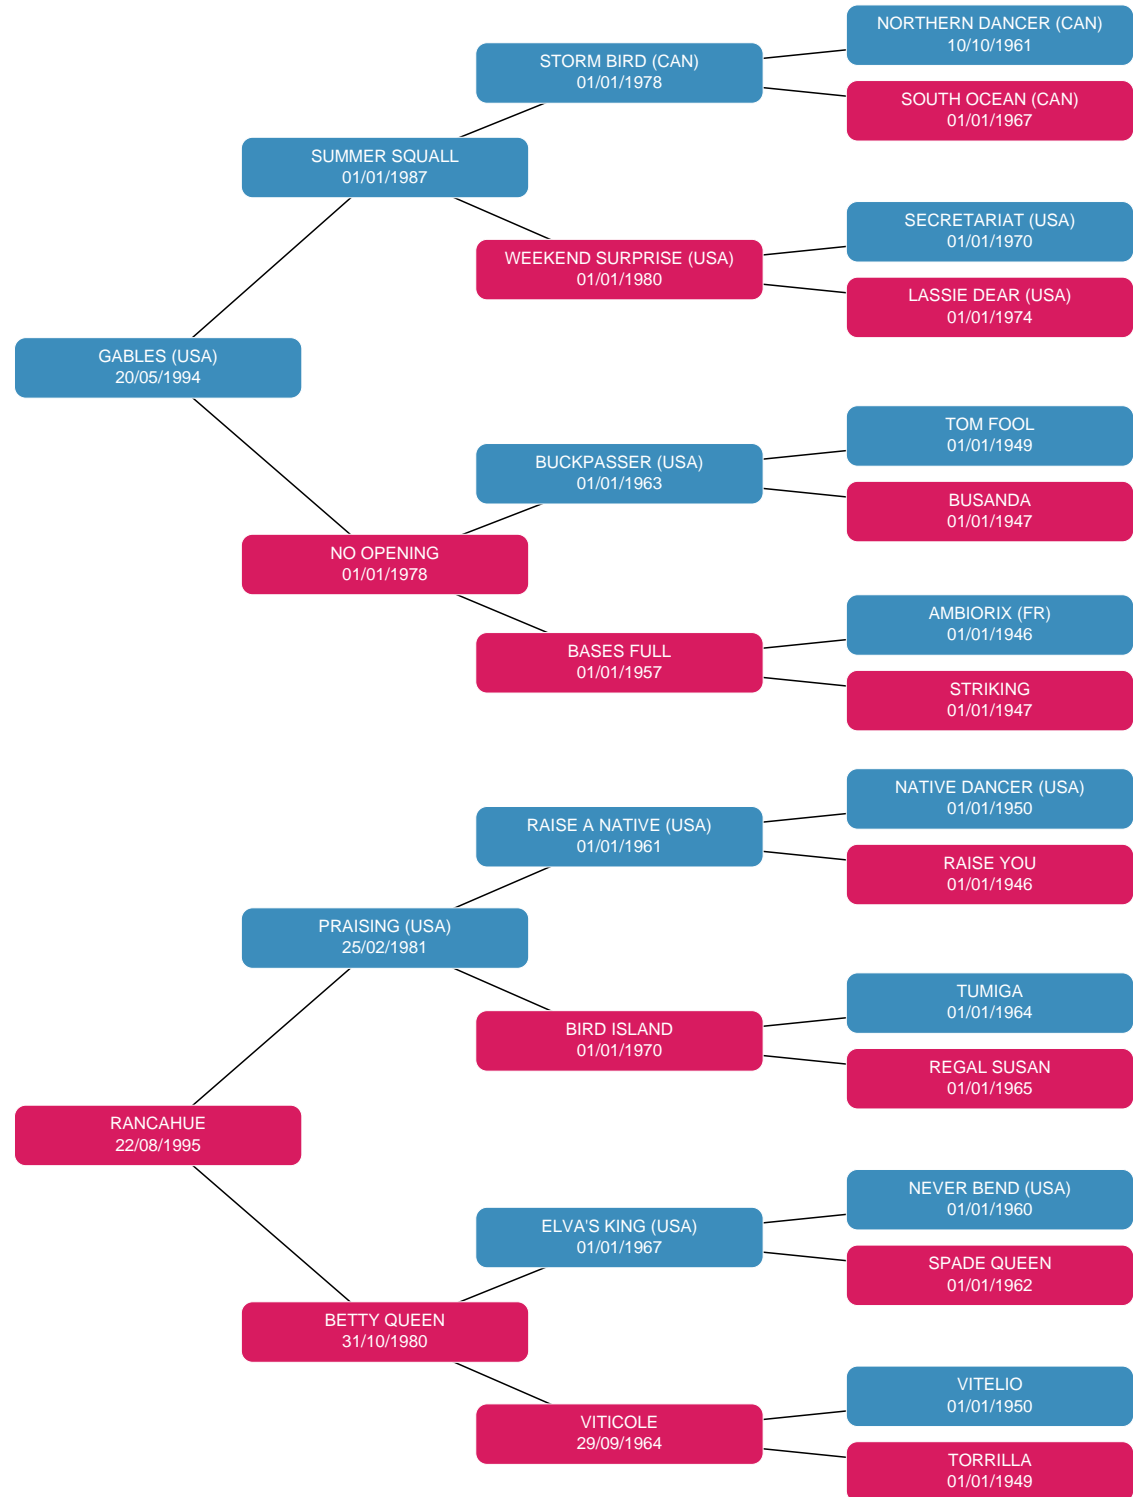 NORTHERN DANCER (CAN)
10/10/1961
STORM BIRD (CAN)
01/01/1978
SOUTH OCEAN (CAN)
01/01/1967
SUMMER SQUALL
01/01/1987
SECRETARIAT (USA)
01/01/1970
WEEKEND SURPRISE (USA)
01/01/1980
LASSIE DEAR (USA)
01/01/1974
GABLES (USA)
20/05/1994
TOM FOOL
01/01/1949
BUCKPASSER (USA)
01/01/1963
BUSANDA
01/01/1947
NO OPENING
01/01/1978
AMBIORIX (FR)
01/01/1946
BASES FULL
01/01/1957
STRIKING
01/01/1947
NATIVE DANCER (USA)
01/01/1950
RAISE A NATIVE (USA)
01/01/1961
RAISE YOU
01/01/1946
PRAISING (USA)
25/02/1981
TUMIGA
01/01/1964
BIRD ISLAND
01/01/1970
REGAL SUSAN
01/01/1965
RANCAHUE
22/08/1995
NEVER BEND (USA)
01/01/1960
ELVA'S KING (USA)
01/01/1967
SPADE QUEEN
01/01/1962
BETTY QUEEN
31/10/1980
VITELIO
01/01/1950
VITICOLE
29/09/1964
TORRILLA
01/01/1949